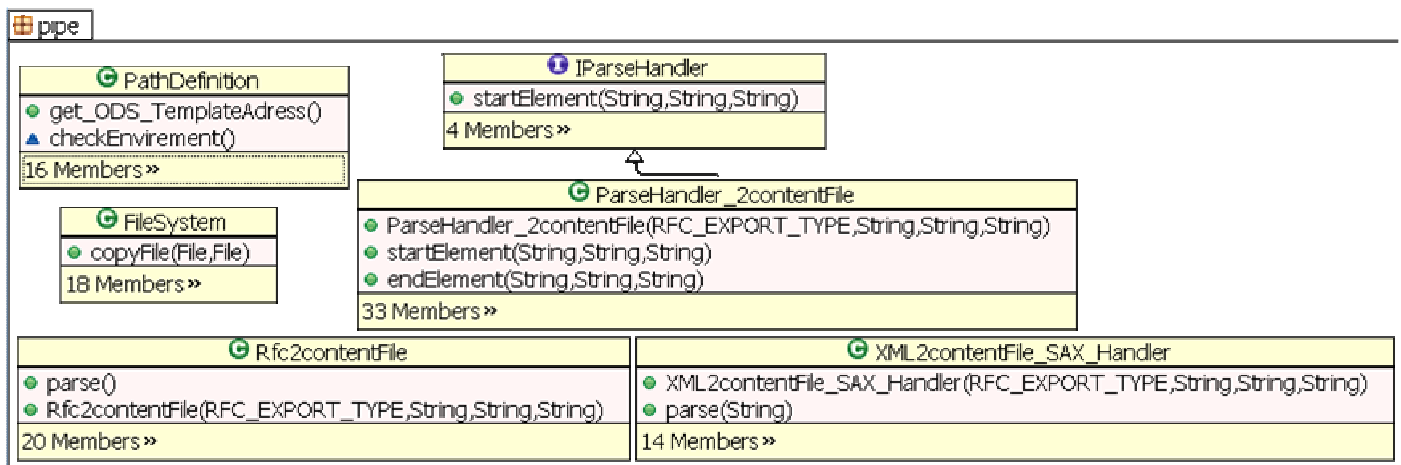 pipe
PathDefinition
get_ODS_TemplateAdress()
checkEnvirement()
16 Members»
IParseHandler
startElement(String,String,String)
4 Members»
FileSystem
copyFile(File,File)
18 Members»
ParseHandler_2contentFile
ParseHandler_2contentFile(RFC_EXPORT_TYPE,String,String,String)
startElement(String,String,String)
endElement(String,String,String)
33 Members»
Rfc2contentFile
parse()
Rfc2contentFile(RFC_EXPORT_TYPE,String,String,String)
20 Members»
XML2contentFile_SAX_Handler
XML2contentFile_SAX_Handler(RFC_EXPORT_TYPE,String,String,String)
parse(String)
14 Members»